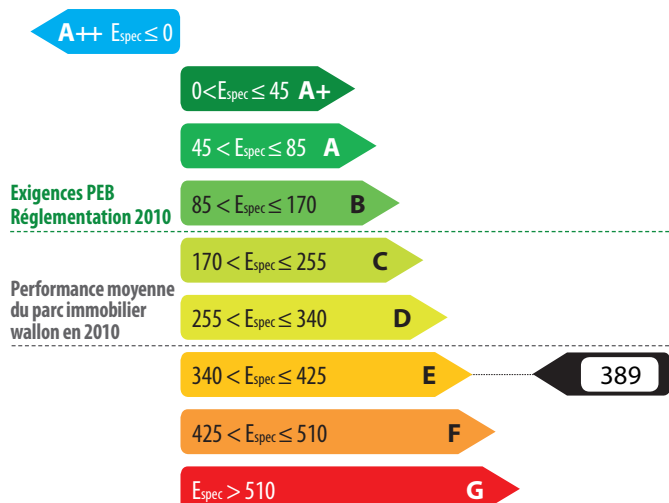 A++ Espec ≤ 0
0<Espec ≤ 45 A+
45 < Espec ≤ 85 A
Exigences PEB
Réglementation 2010
85 < Espec ≤ 170 B
170 < Espec ≤ 255 C
Performance moyenne
du parc immobilier
wallon en 2010
255 < Espec ≤ 340 D
340 < Espec ≤ 425 E
389
425 < Espec ≤ 510 F
Espec > 510 G